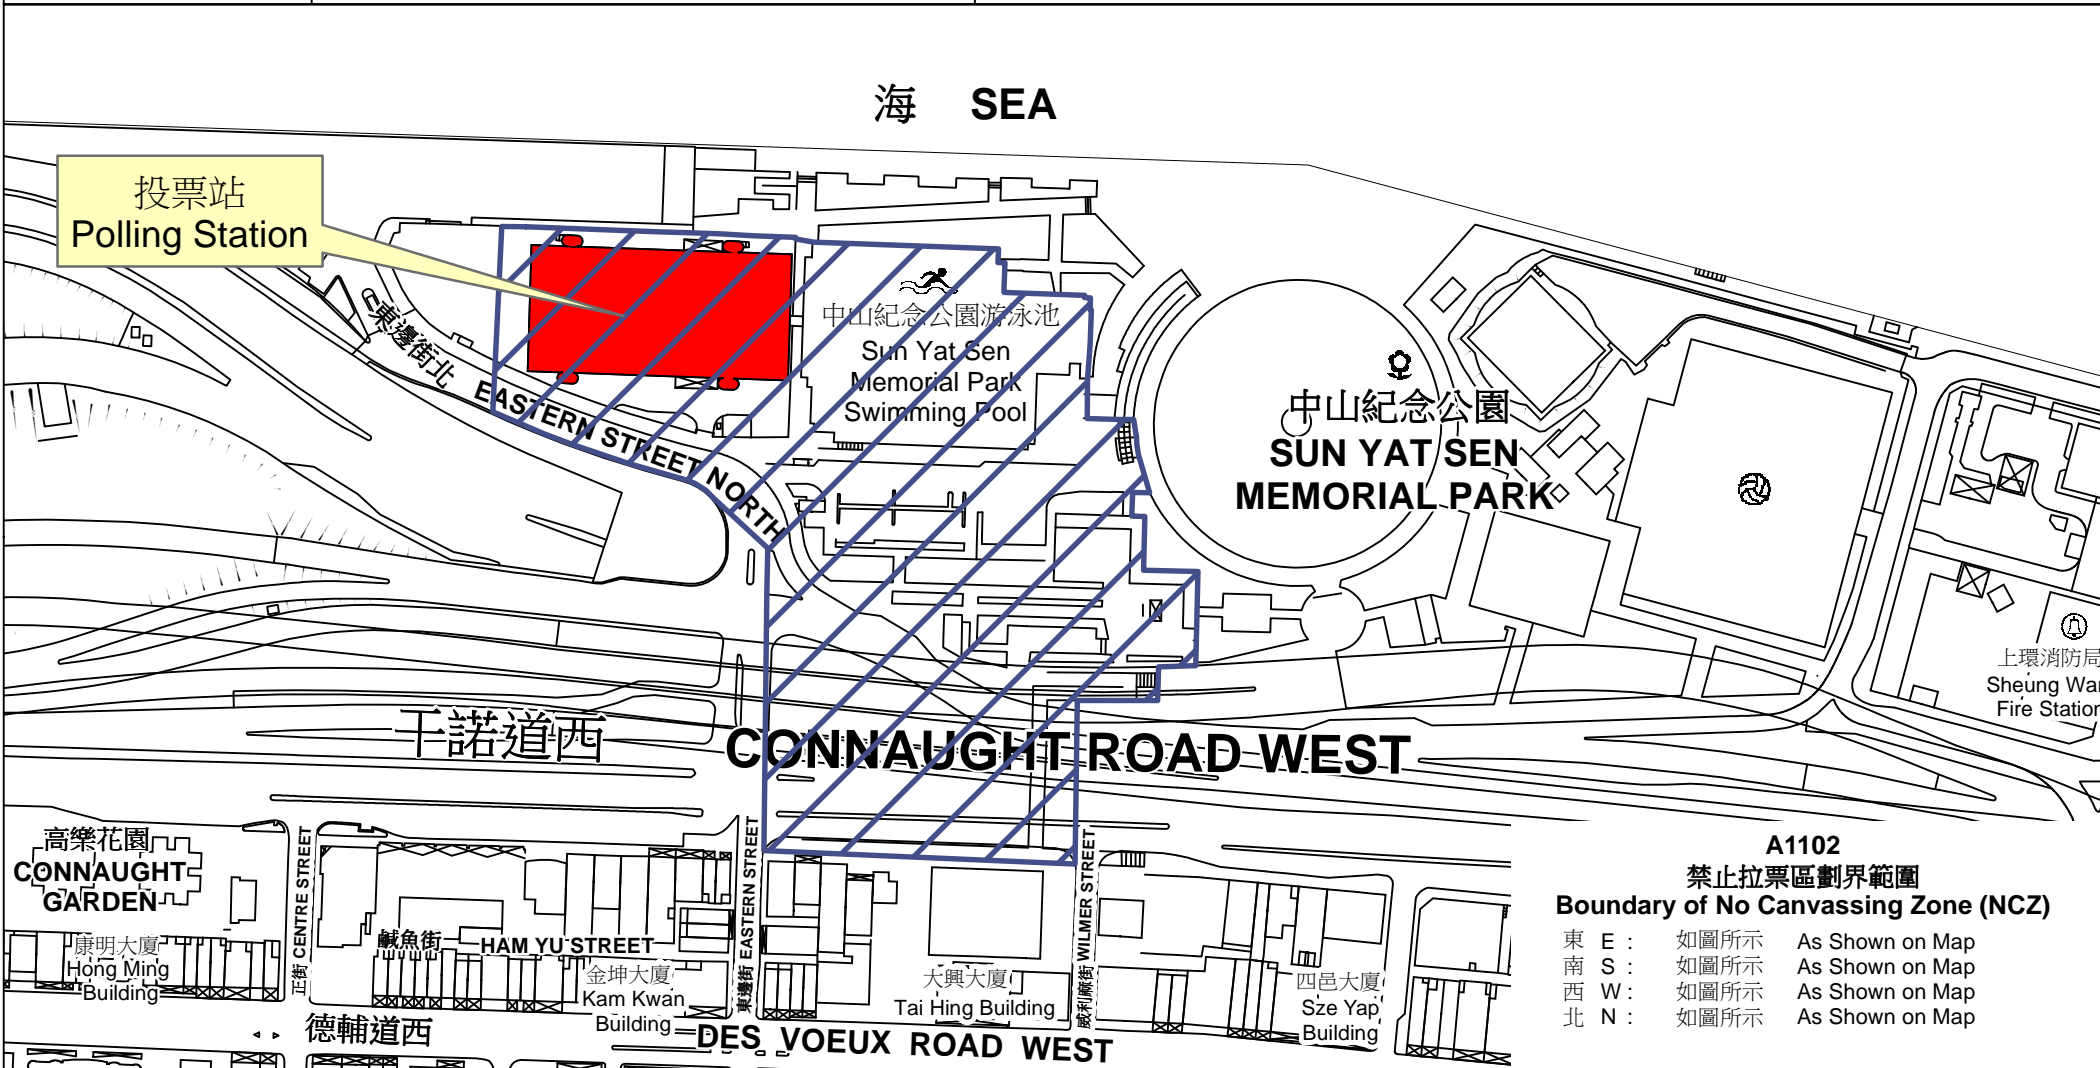 海 SEA
投票站
Polling Station
中山紀念公園游泳池
Sun Yat Sen
Memorial Park
Swimming Pool
東邊街北 EASTERN STREET NORTH
中山紀念公園
SUN YAT SEN
MEMORIAL PARK
上環消防局
Sheung Wan
Fire Station
干諾道西 CONNAUGHT ROAD WEST
高樂花園
CONNAUGHT
GARDEN
正街 CENTRE STREET
東邊街 EASTERN STREET
威利麻街 WILMER STREET
鹹魚街 HAM YU STREET
康明大廈
Hong Ming
Building
金坤大廈
Kam Kwan
Building
大興大廈
Tai Hing Building
四邑大廈
Sze Yap
Building
德輔道西 DES VOEUX ROAD WEST
A1102
禁止拉票區劃界範圍
Boundary of No Canvassing Zone (NCZ)
東 E : 如圖所示 As Shown on Map
南 S : 如圖所示 As Shown on Map
西 W : 如圖所示 As Shown on Map
北 N : 如圖所示 As Shown on Map